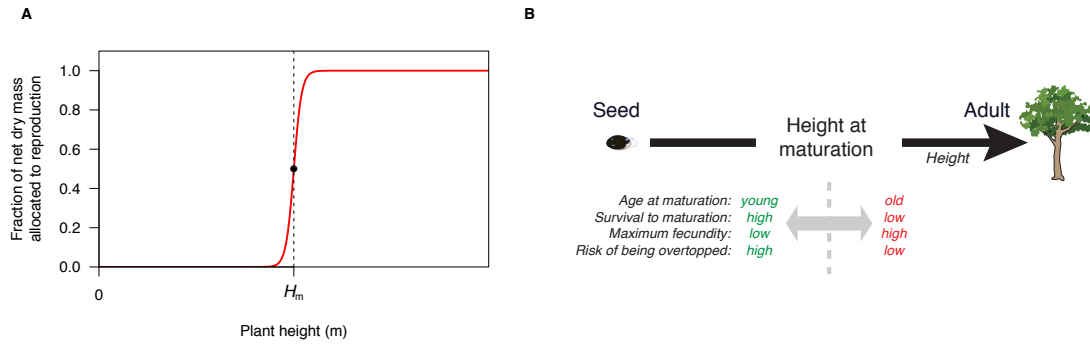 A
Fraction of net dry mass
allocated to reproduction
1.0
0.8
0.6
0.4
0.2
0.0
0
Hm
Plant height (m)
B
Seed
Adult
Height at
maturation
Height
Age at maturation: young old
Survival to maturation: high low
Maximum fecundity: low high
Risk of being overtopped: high low